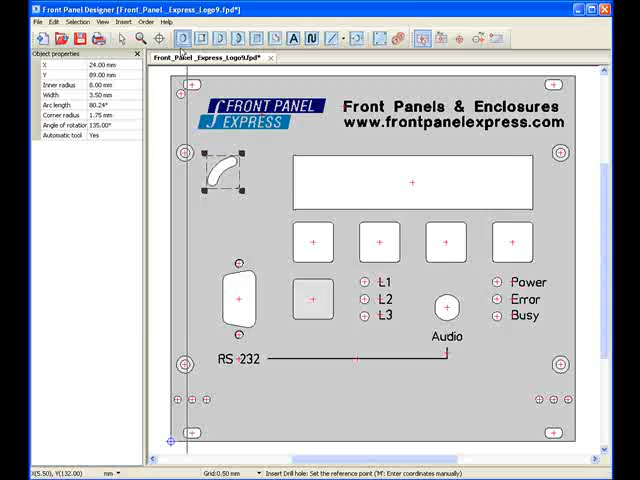 Front Panel Designer [Front_Panel _Express_Logo9.fpd*]
File Edit Selection View Insert Order Help
Object properties
Front_Panel _Express_Logo9.fpd*
X 24.00 mm
Y 89.00 mm
Inner radius 8.00 mm
Width 3.50 mm
Arc length 80.24°
Corner radius 1.75 mm
Angle of rotation 135.00°
Automatic tool Yes
FRONT PANEL
EXPRESS
Front Panels & Enclosures
www.frontpanelexpress.com
L1
L2
L3
Power
Error
Busy
Audio
RS 232
X(5.50), Y(132.00) mm Grid:0.50 mm Insert Drill hole: Set the reference point ('M': Enter coordinates manually)